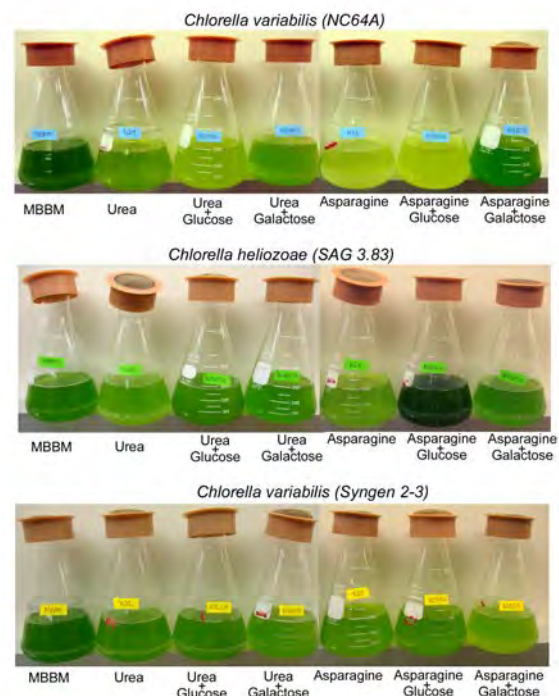 Chlorella variabilis (NC64A)
MBBM
Urea
Urea
+
Glucose
Urea
+
Galactose
Asparagine
Asparagine
+
Glucose
Asparagine
+
Galactose
Chlorella heliozoae (SAG 3.83)
MBBM
Urea
Urea
+
Glucose
Urea
+
Galactose
Asparagine
Asparagine
+
Glucose
Asparagine
+
Galactose
Chlorella variabilis (Syngen 2-3)
MBBM
Urea
Urea
+
Glucose
Urea
+
Galactose
Asparagine
Asparagine
+
Glucose
Asparagine
+
Galactose